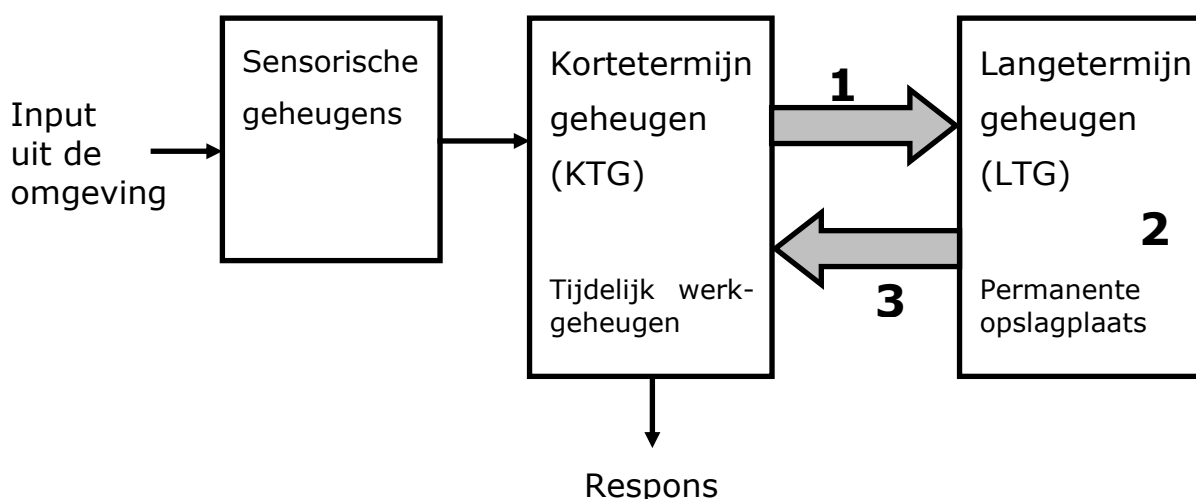 Input
uit de
omgeving
Sensorische
geheugens
Kortetermijn
geheugen
(KTG)
Tijdelijk werk-
geheugen
1
3
Langetermijn
geheugen
(LTG)
2
Permanente
opslagplaats
Respons